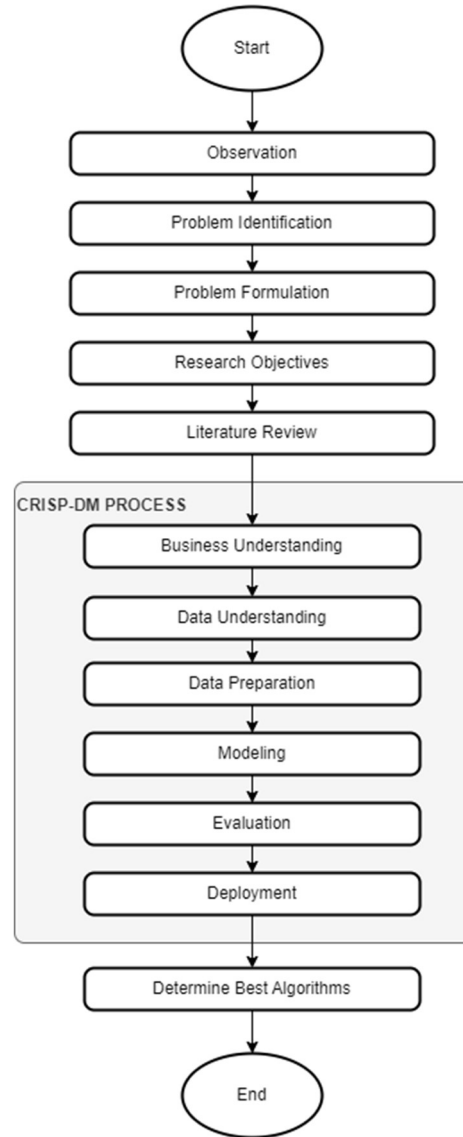 Start
Observation
Problem Identification
Problem Formulation
Research Objectives
Literature Review
CRISP-DM PROCESS
Business Understanding
Data Understanding
Data Preparation
Modeling
Evaluation
Deployment
Determine Best Algorithms
End